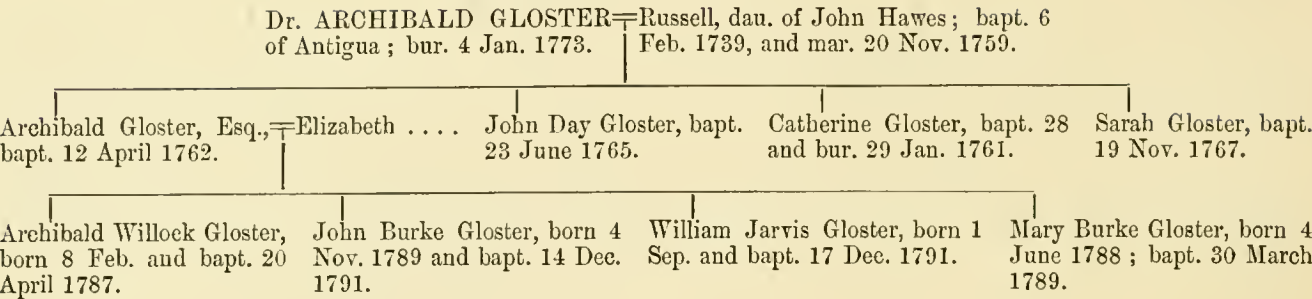 Dr. ARCHIBALD GLOSTER=Russell, dau. of John Hawes; bapt. 6
of Antigua; bur. 4 Jan. 1773. Feb. 1739, and mar. 20 Nov. 1759.
Archibald Gloster, Esq.,=Elizabeth ....
bapt. 12 April 1762.
John Day Gloster, bapt.
23 June 1765.
Catherine Gloster, bapt. 28
and bur. 29 Jan. 1761.
Sarah Gloster, bapt.
19 Nov. 1767.
Archibald Willock Gloster,
born 8 Feb. and bapt. 20
April 1787.
John Burke Gloster, born 4
Nov. 1789 and bapt. 14 Dec.
1791.
William Jarvis Gloster, born 1
Sep. and bapt. 17 Dec. 1791.
Mary Burke Gloster, born 4
June 1788; bapt. 30 March
1789.